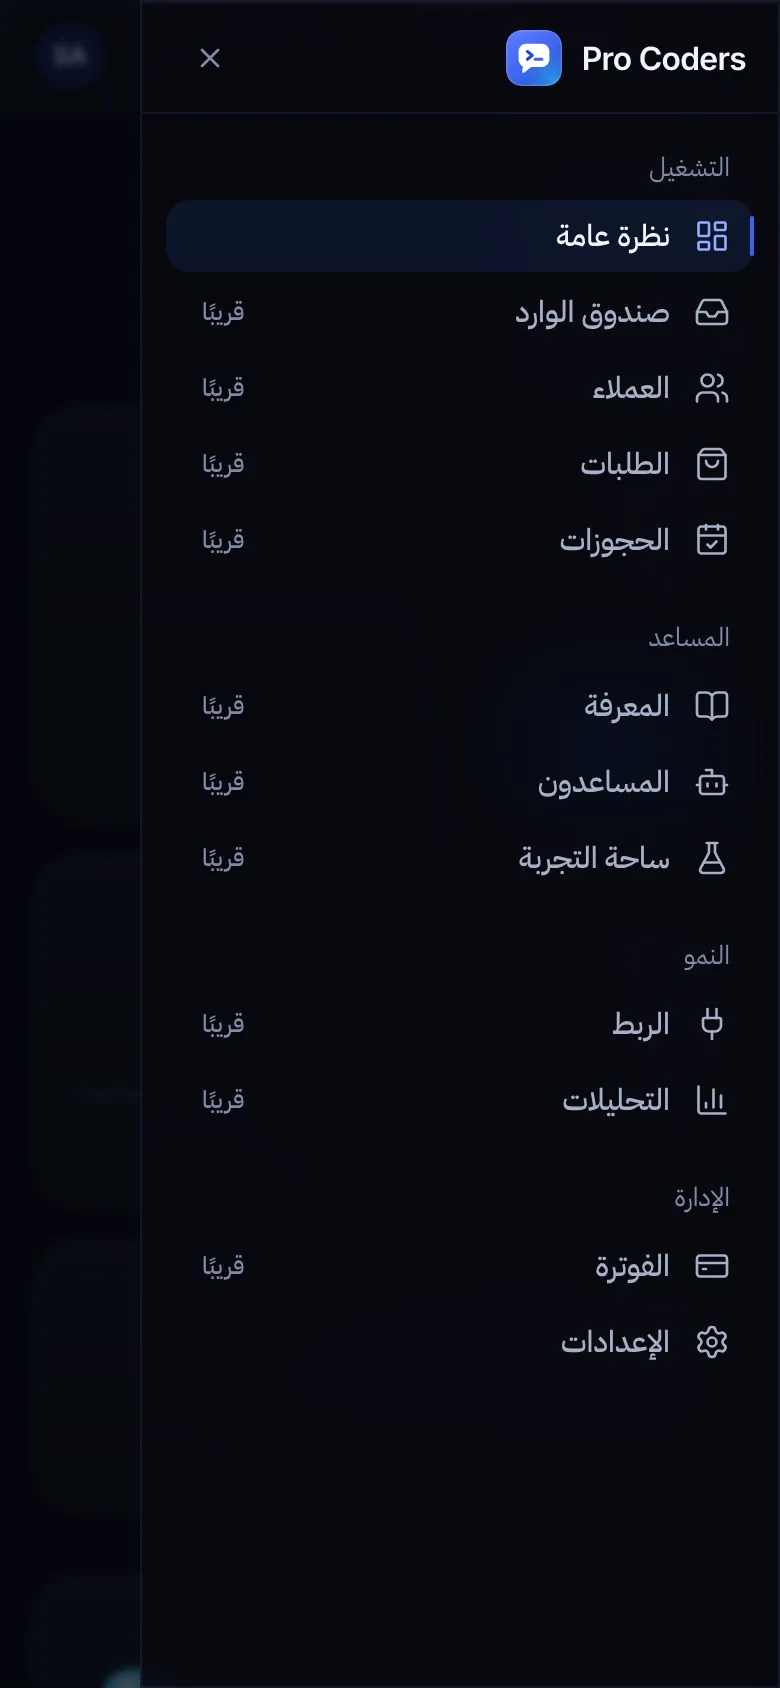 Pro Coders
التشغيل
نظرة عامة
صندوق الوارد قريبًا
العملاء قريبًا
الطلبات قريبًا
الحجوزات قريبًا
المساعد
المعرفة قريبًا
المساعدون قريبًا
ساحة التجربة قريبًا
النمو
الربط قريبًا
التحليلات قريبًا
الإدارة
الفوترة قريبًا
الإعدادات